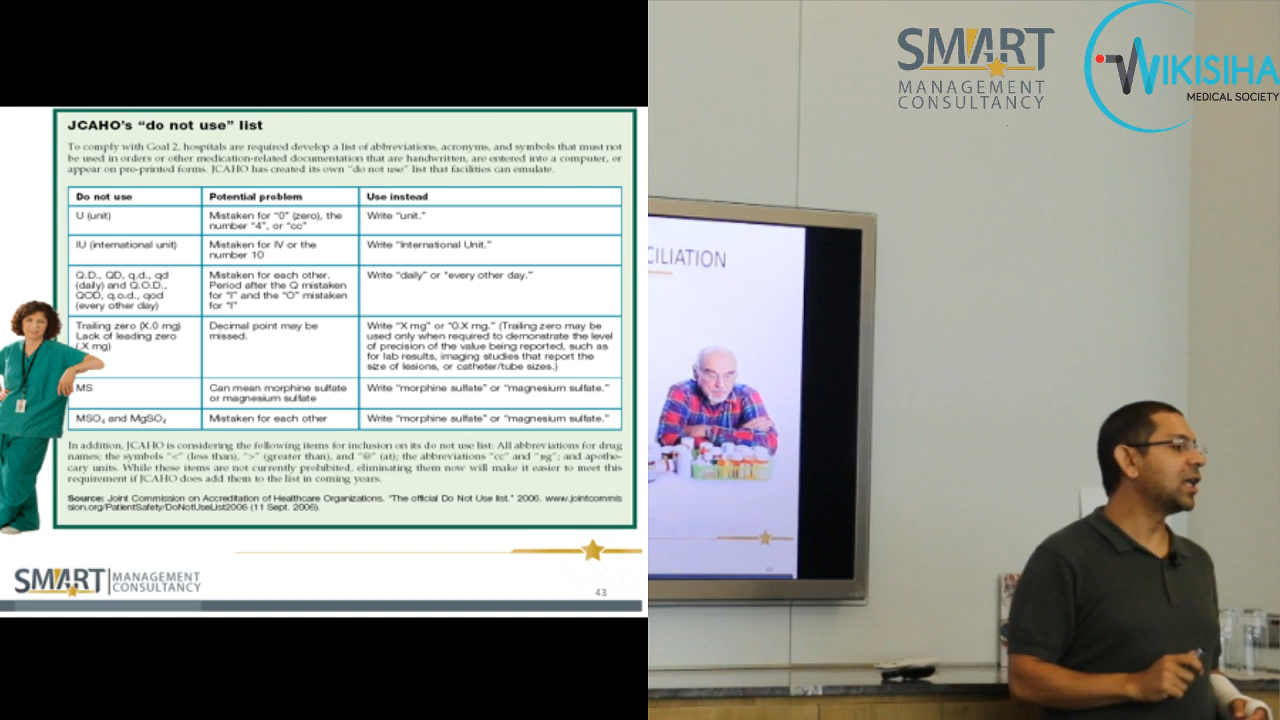 JCAHO's "do not use" list
To comply with Goal 2, hospitals are required develop a list of abbreviations, acronyms, and symbols that must not
be used in orders or other medication-related documentation that are handwritten, are entered into a computer, or
appear on pre-printed forms. JCAHO has created its own "do not use" list that facilities can emulate.
Do not use Potential problem Use instead
U (unit)
Mistaken for "0" (zero), the
number "4", or "cc"
Write "unit."
IU (international unit)
Mistaken for IV or the
number 10
Write "International Unit."
Q.D., QD, q.d., qd
(daily) and Q.O.D.,
QOD, q.o.d., qod
(every other day)
Mistaken for each other.
Period after the Q mistaken
for "I" and the "O" mistaken
for "I"
Write "daily" or "every other day."
Trailing zero (X.0 mg)
Lack of leading zero
(.X mg)
Decimal point may be
missed.
Write "X mg" or "0.X mg." (Trailing zero may be
used only when required to demonstrate the level
of precision of the value being reported, such as
for lab results, imaging studies that report the
size of lesions, or catheter/tube sizes.)
MS
Can mean morphine sulfate
or magnesium sulfate
Write "morphine sulfate" or "magnesium sulfate."
MSO₄ and MgSO₄
Mistaken for each other
Write "morphine sulfate" or "magnesium sulfate."
In addition, JCAHO is considering the following items for inclusion on its do not use list: All abbreviations for drug
names; the symbols "<" (less than), ">" (greater than), and "@" (at); the abbreviations "cc" and "µg"; and apothe-
cary units. While these items are not currently prohibited, eliminating them now will make it easier to meet this
requirement if JCAHO does add them to the list in coming years.
Source: Joint Commission on Accreditation of Healthcare Organizations. "The official Do Not Use list." 2006. www.jointcommis
sion.org/PatientSafety/DoNotUseList2006 (11 Sept. 2006).
SMART MANAGEMENT
CONSULTANCY
43
SMART
MANAGEMENT
CONSULTANCY
WIKISIHA
MEDICAL SOCIETY
CILIATION